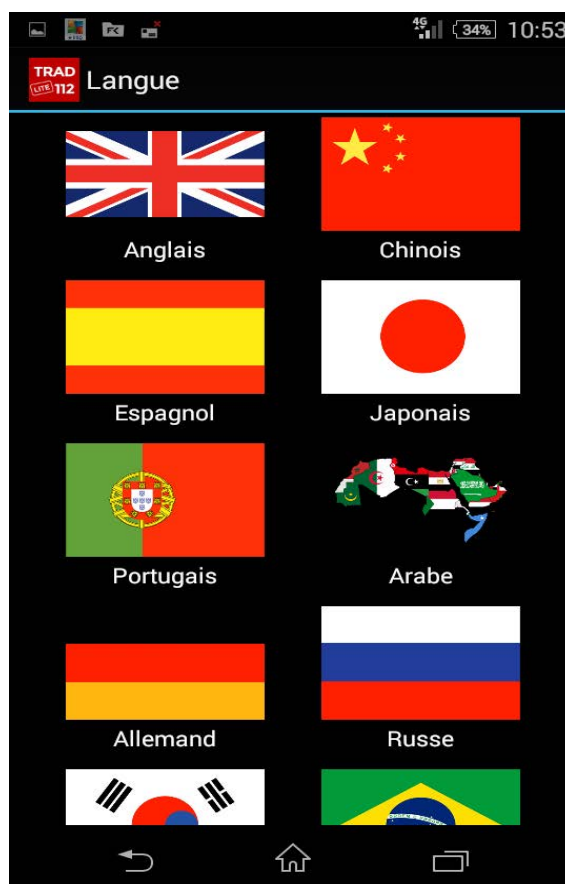 4G
34%
10:53
TRAD
LITE 112
Langue
Anglais
Chinois
Espagnol
Japonais
Portugais
Arabe
Allemand
Russe